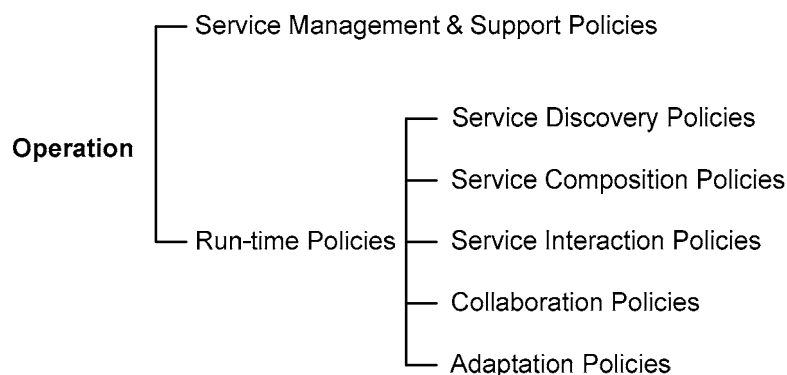 Service Management & Support Policies
Service Discovery Policies
Operation
Service Composition Policies
Run-time Policies
Service Interaction Policies
Collaboration Policies
Adaptation Policies